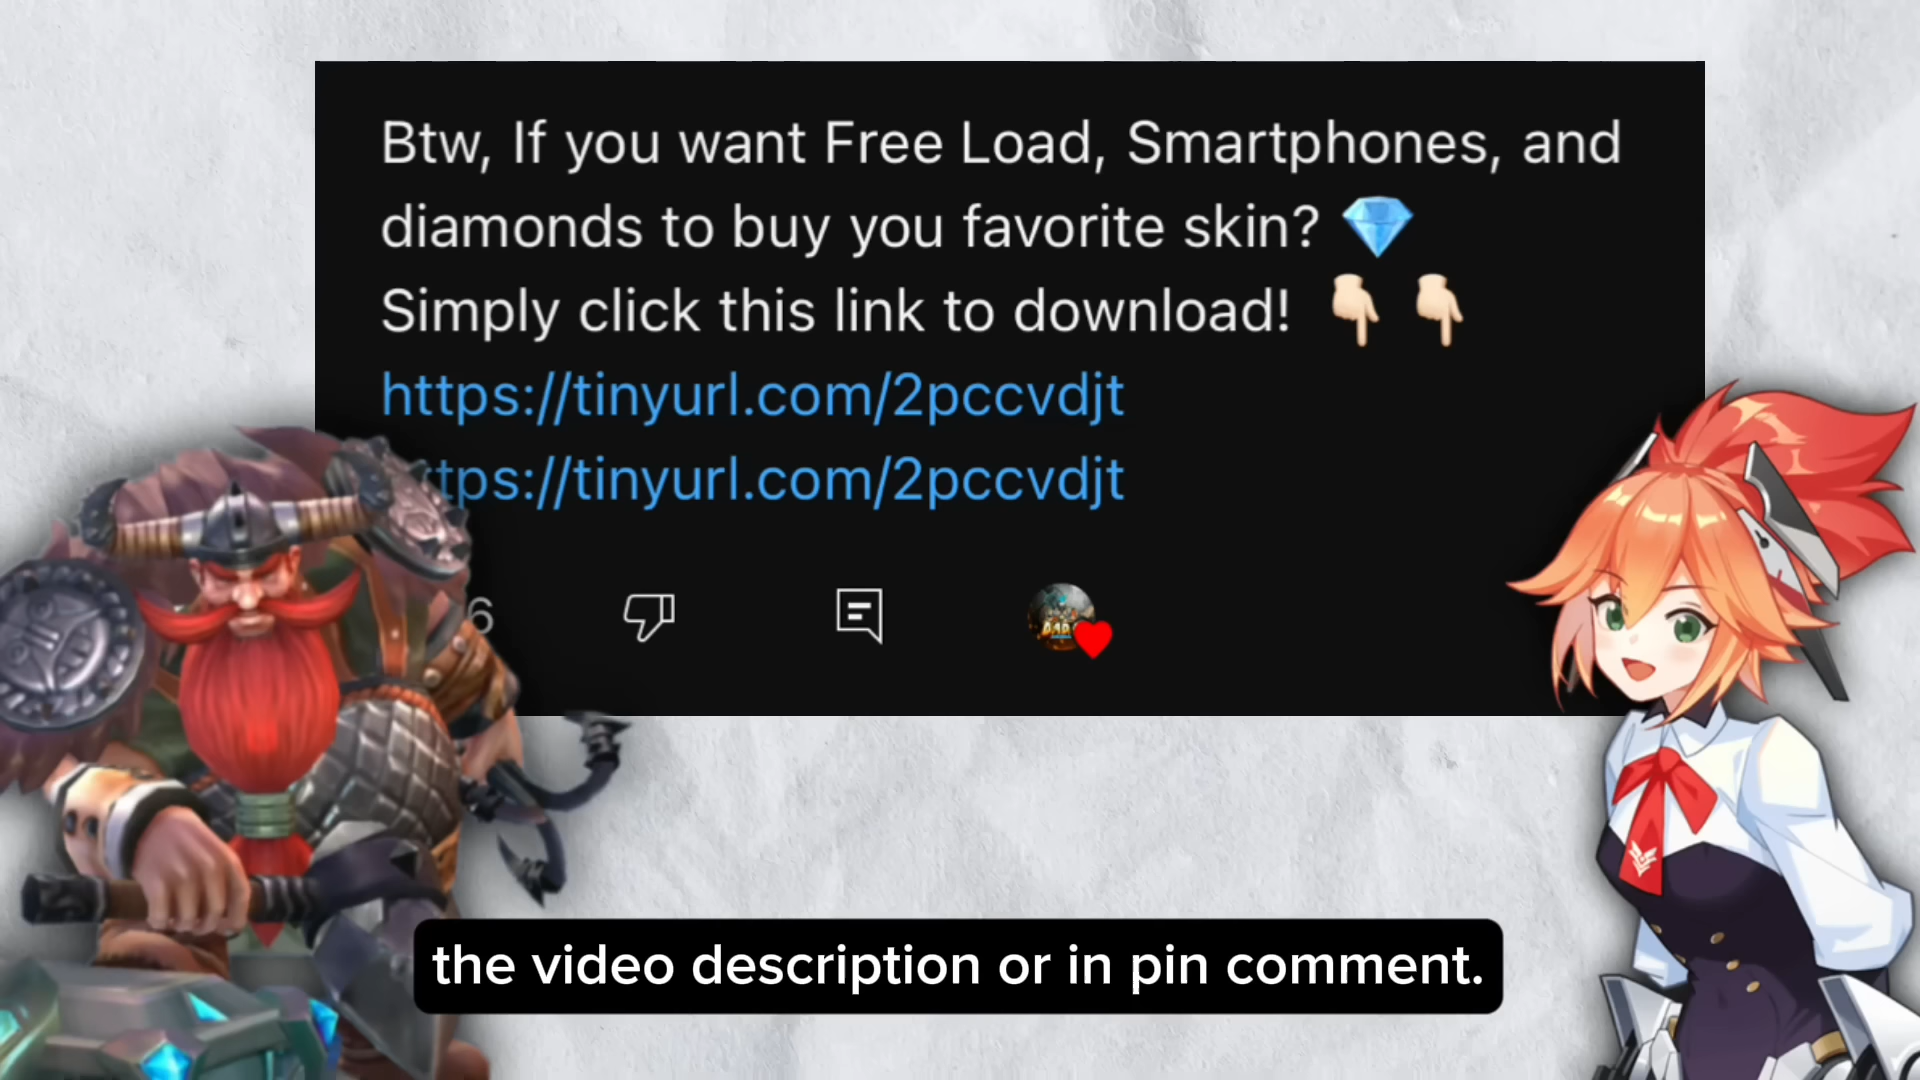 Btw, If you want Free Load, Smartphones, and
diamonds to buy you favorite skin? 💎
Simply click this link to download! 👇🏻 👇🏻
https://tinyurl.com/2pccvdjt
tps://tinyurl.com/2pccvdjt
6
the video description or in pin comment.